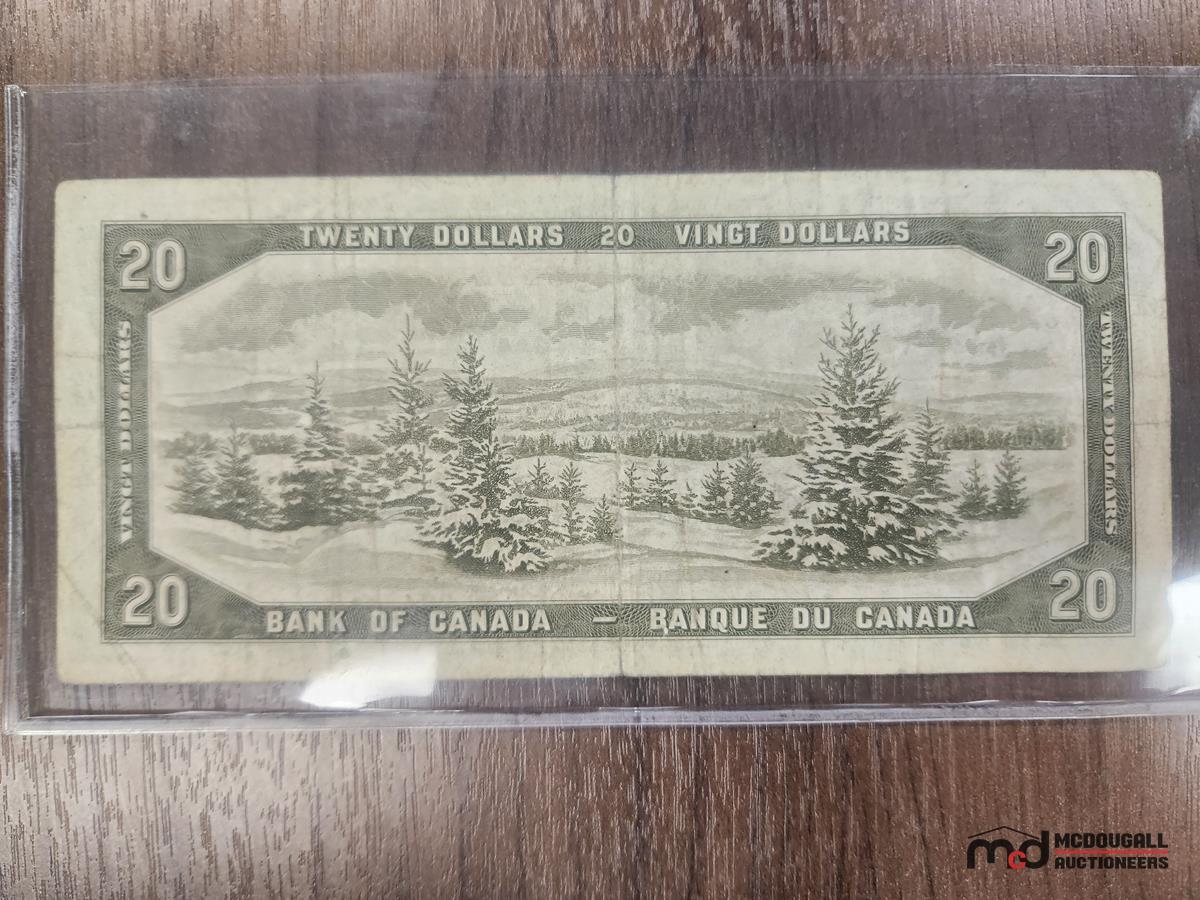 TWENTY DOLLARS 20 VINGT DOLLARS
20
20
VINGT DOLLARS
TWENTY DOLLARS
20
20
BANK OF CANADA — BANQUE DU CANADA
mcd MCDOUGALL
AUCTIONEERS